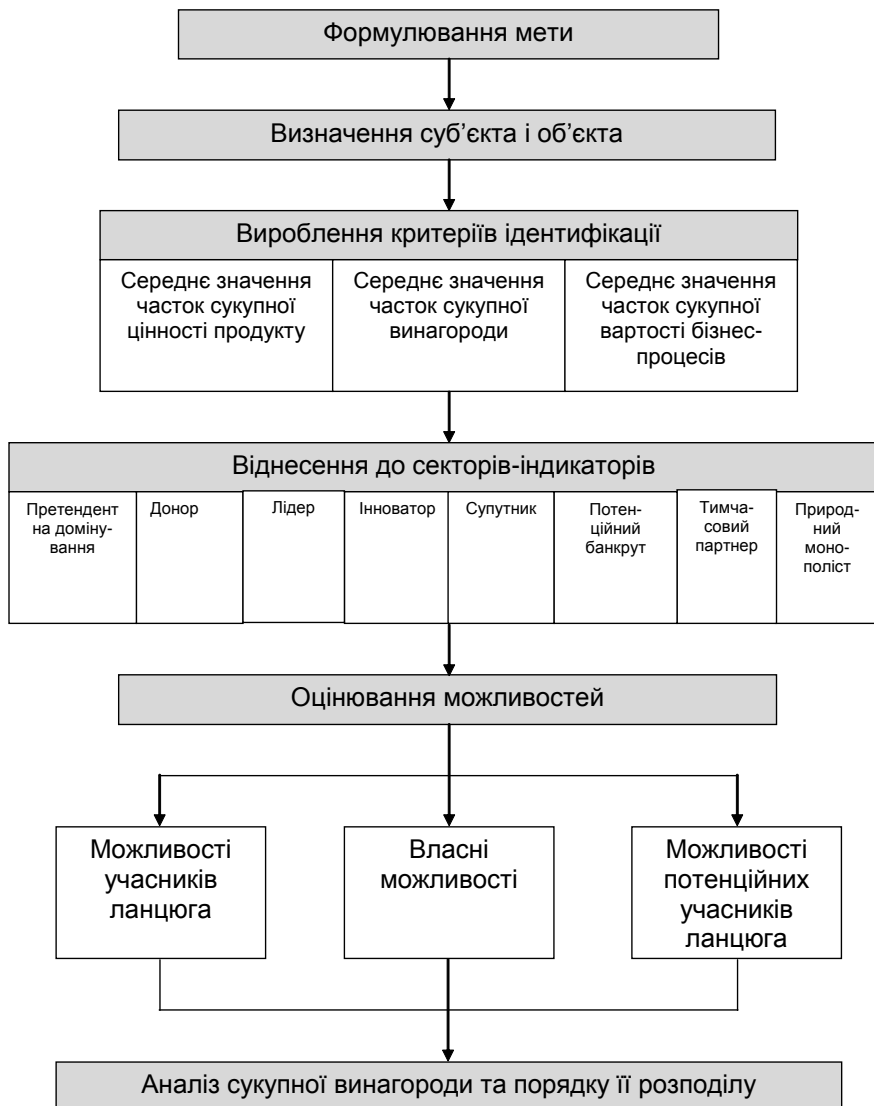 Формулювання мети
Визначення суб’єкта і об’єкта
Вироблення критеріїв ідентифікації
Середнє значення
часток сукупної
цінності продукту
Середнє значення
часток сукупної
винагороди
Середнє значення
часток сукупної
вартості бізнес-
процесів
Віднесення до секторів-індикаторів
Претендент
на доміну-
вання
Донор
Лідер
Інноватор
Супутник
Потен-
ційний
банкрут
Тимча-
совий
партнер
Природ-
ний
моно-
поліст
Оцінювання можливостей
Можливості
учасників
ланцюга
Власні
можливості
Можливості
потенційних
учасників
ланцюга
Аналіз сукупної винагороди та порядку її розподілу